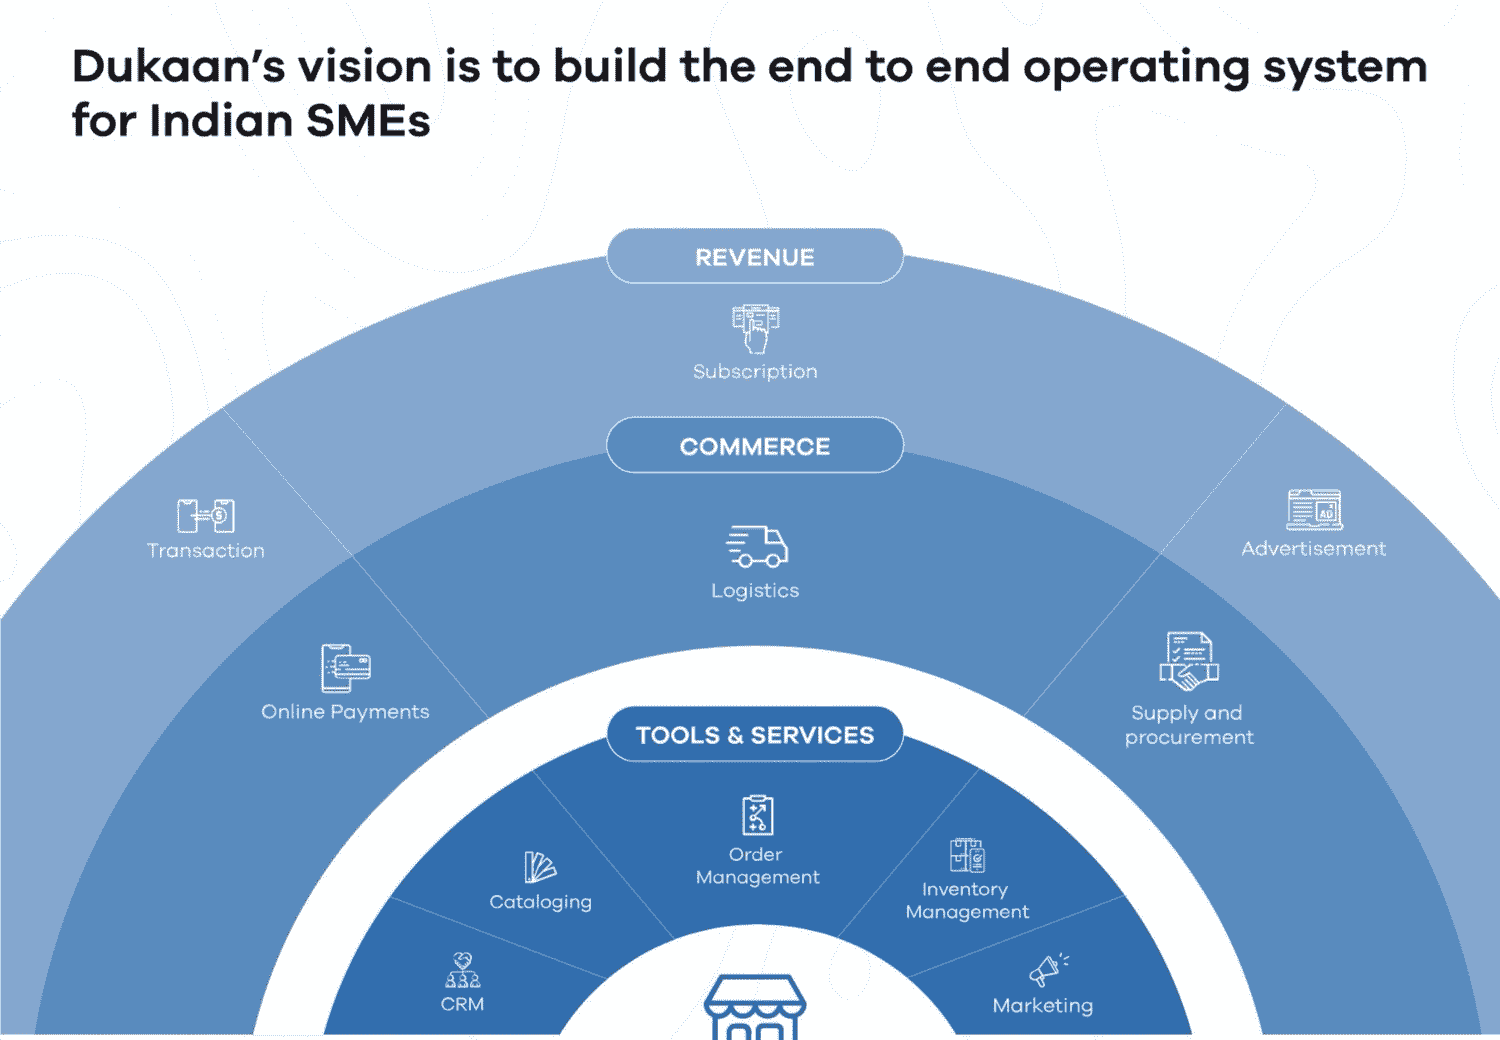 Dukaan’s vision is to build the end to end operating system
for Indian SMEs
REVENUE
Subscription
Transaction
Advertisement
AD
$
COMMERCE
Logistics
Online Payments
Supply and
procurement
TOOLS & SERVICES
Order
Management
Cataloging
Inventory
Management
CRM
Marketing